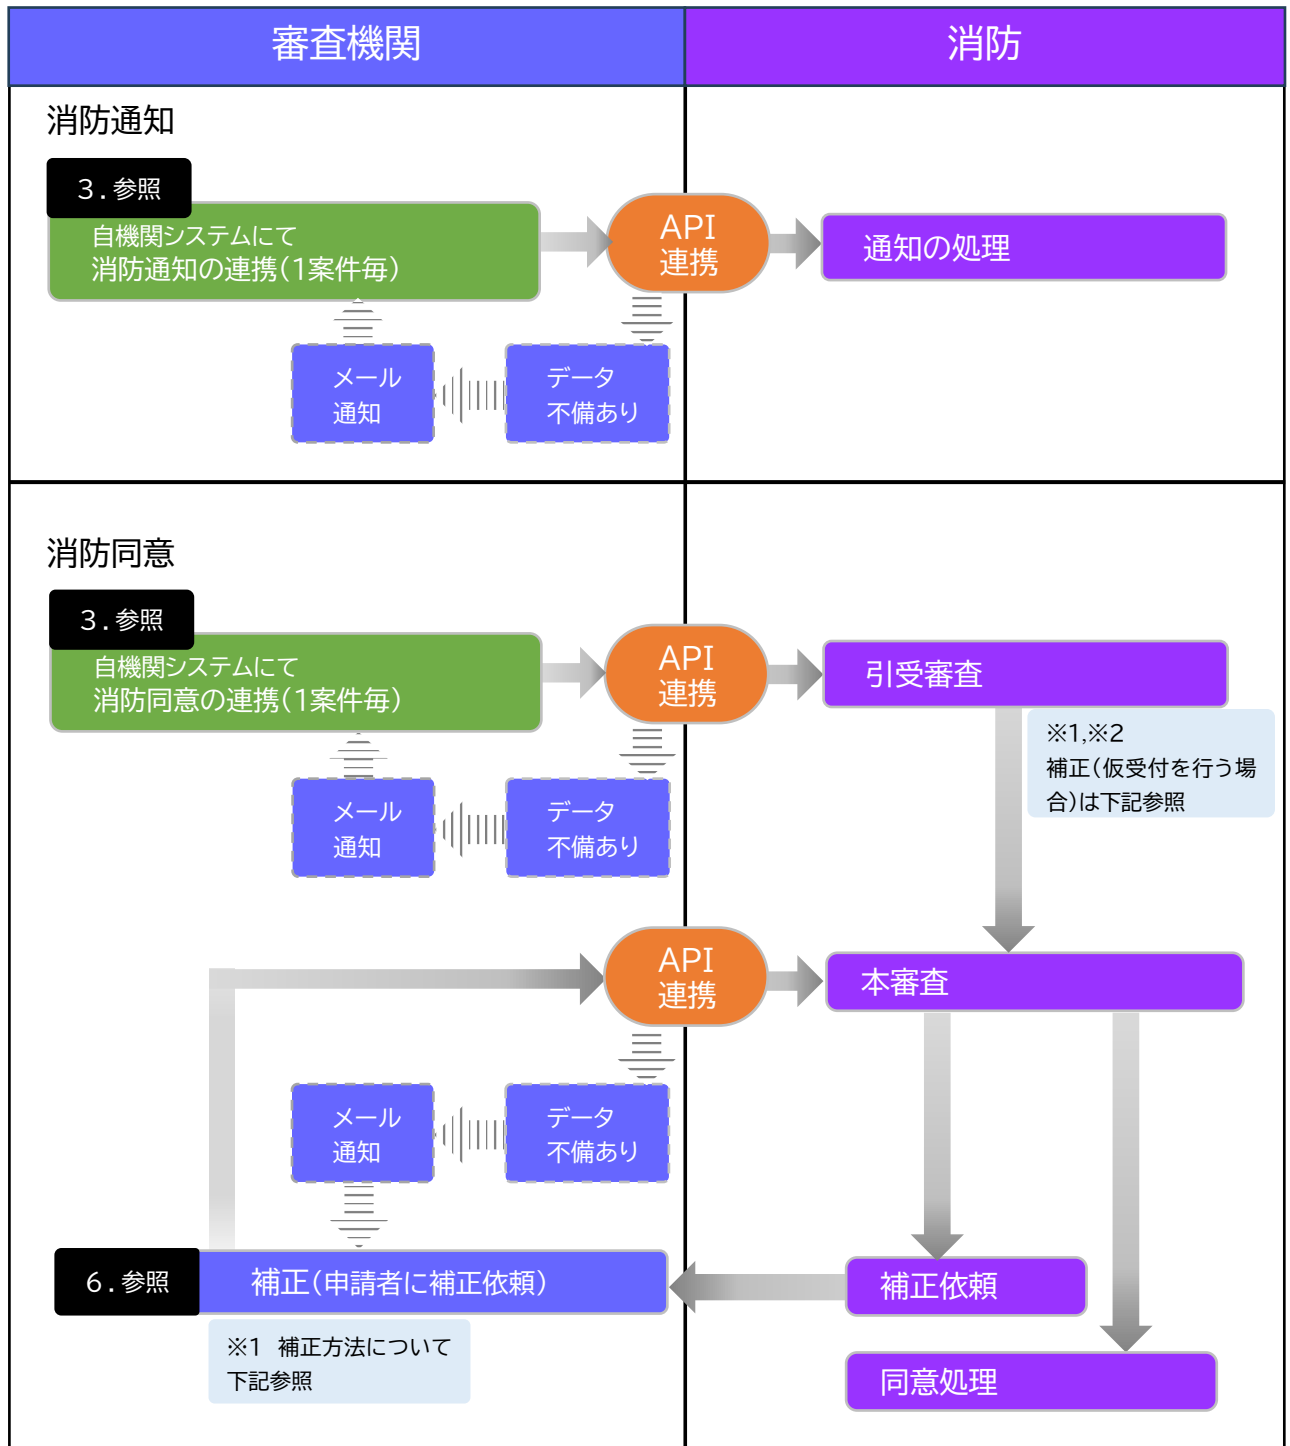 審査機関
消防
消防通知
3．参照
自機関システムにて
消防通知の連携（1案件毎）
API
連携
通知の処理
メール
通知
データ
不備あり
消防同意
3．参照
自機関システムにて
消防同意の連携（1案件毎）
API
連携
引受審査
※1,※2
補正（仮受付を行う場
合）は下記参照
メール
通知
データ
不備あり
API
連携
本審査
メール
通知
データ
不備あり
6．参照
補正（申請者に補正依頼）
補正依頼
※1　補正方法について
下記参照
同意処理